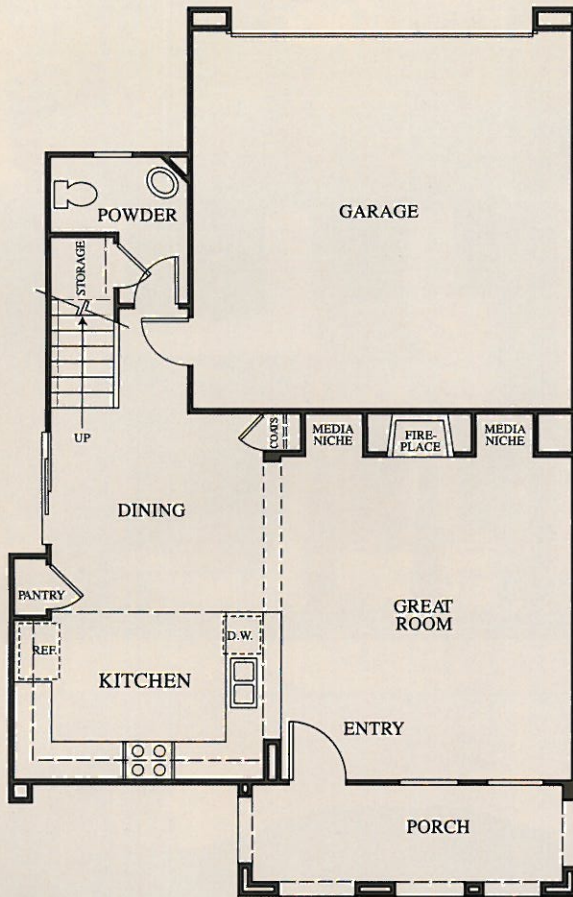 GARAGE
POWDER
STORAGE
UP
COATS
MEDIA
NICHE
FIRE-
PLACE
MEDIA
NICHE
DINING
PANTRY
GREAT
ROOM
REF.
D.W.
KITCHEN
ENTRY
PORCH